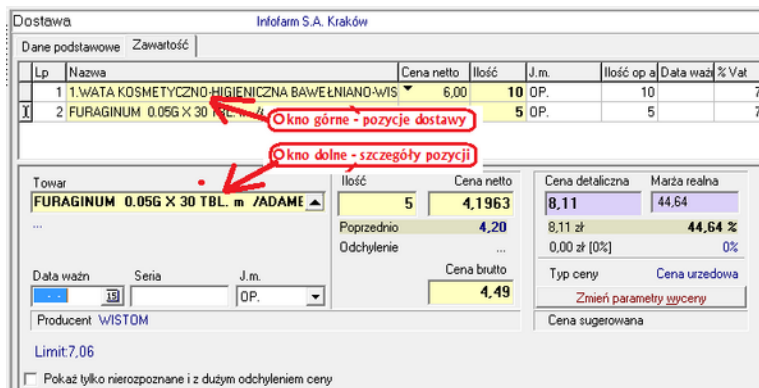 Dostawa Infofarm S.A. Kraków
Dane podstawowe Zawartość
Lp Nazwa Cena netto Ilość J.m. Ilość op a Data ważn % Vat
1 1.WATA KOSMETYCZNO-HIGIENICZNA BAWEŁNIANO-WIS 6,00 10 OP. 10 7
2 FURAGINUM 0.05G X 30 TBL. m 5 OP. 5 7
Okno górne - pozycje dostawy
Okno dolne - szczegóły pozycji
Towar Ilość Cena netto Cena detaliczna Marża realna
FURAGINUM 0.05G X 30 TBL. m /ADAME 5 4,1963 8,11 44,64
... Poprzednio 4,20 8,11 zł 44,64 %
Odchylenie ... 0,00 zł [0%] 0%
Data ważn Seria J.m. Cena brutto Typ ceny Cena urzedowa
- - 15 OP. 4,49 Zmień parametry wyceny
Producent WISTOM Cena sugerowana
Limit:7,06
Pokaż tylko nierozpoznane i z dużym odchyleniem ceny